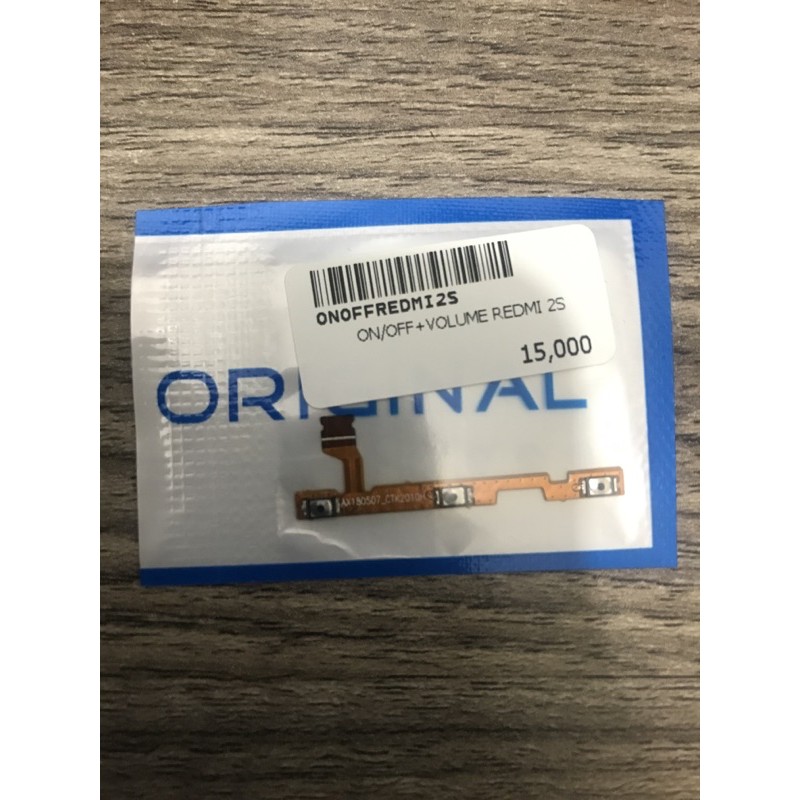 ONOFFREDMI2S
ON/OFF+VOLUME REDMI 2S
15,000
ORIGINAL